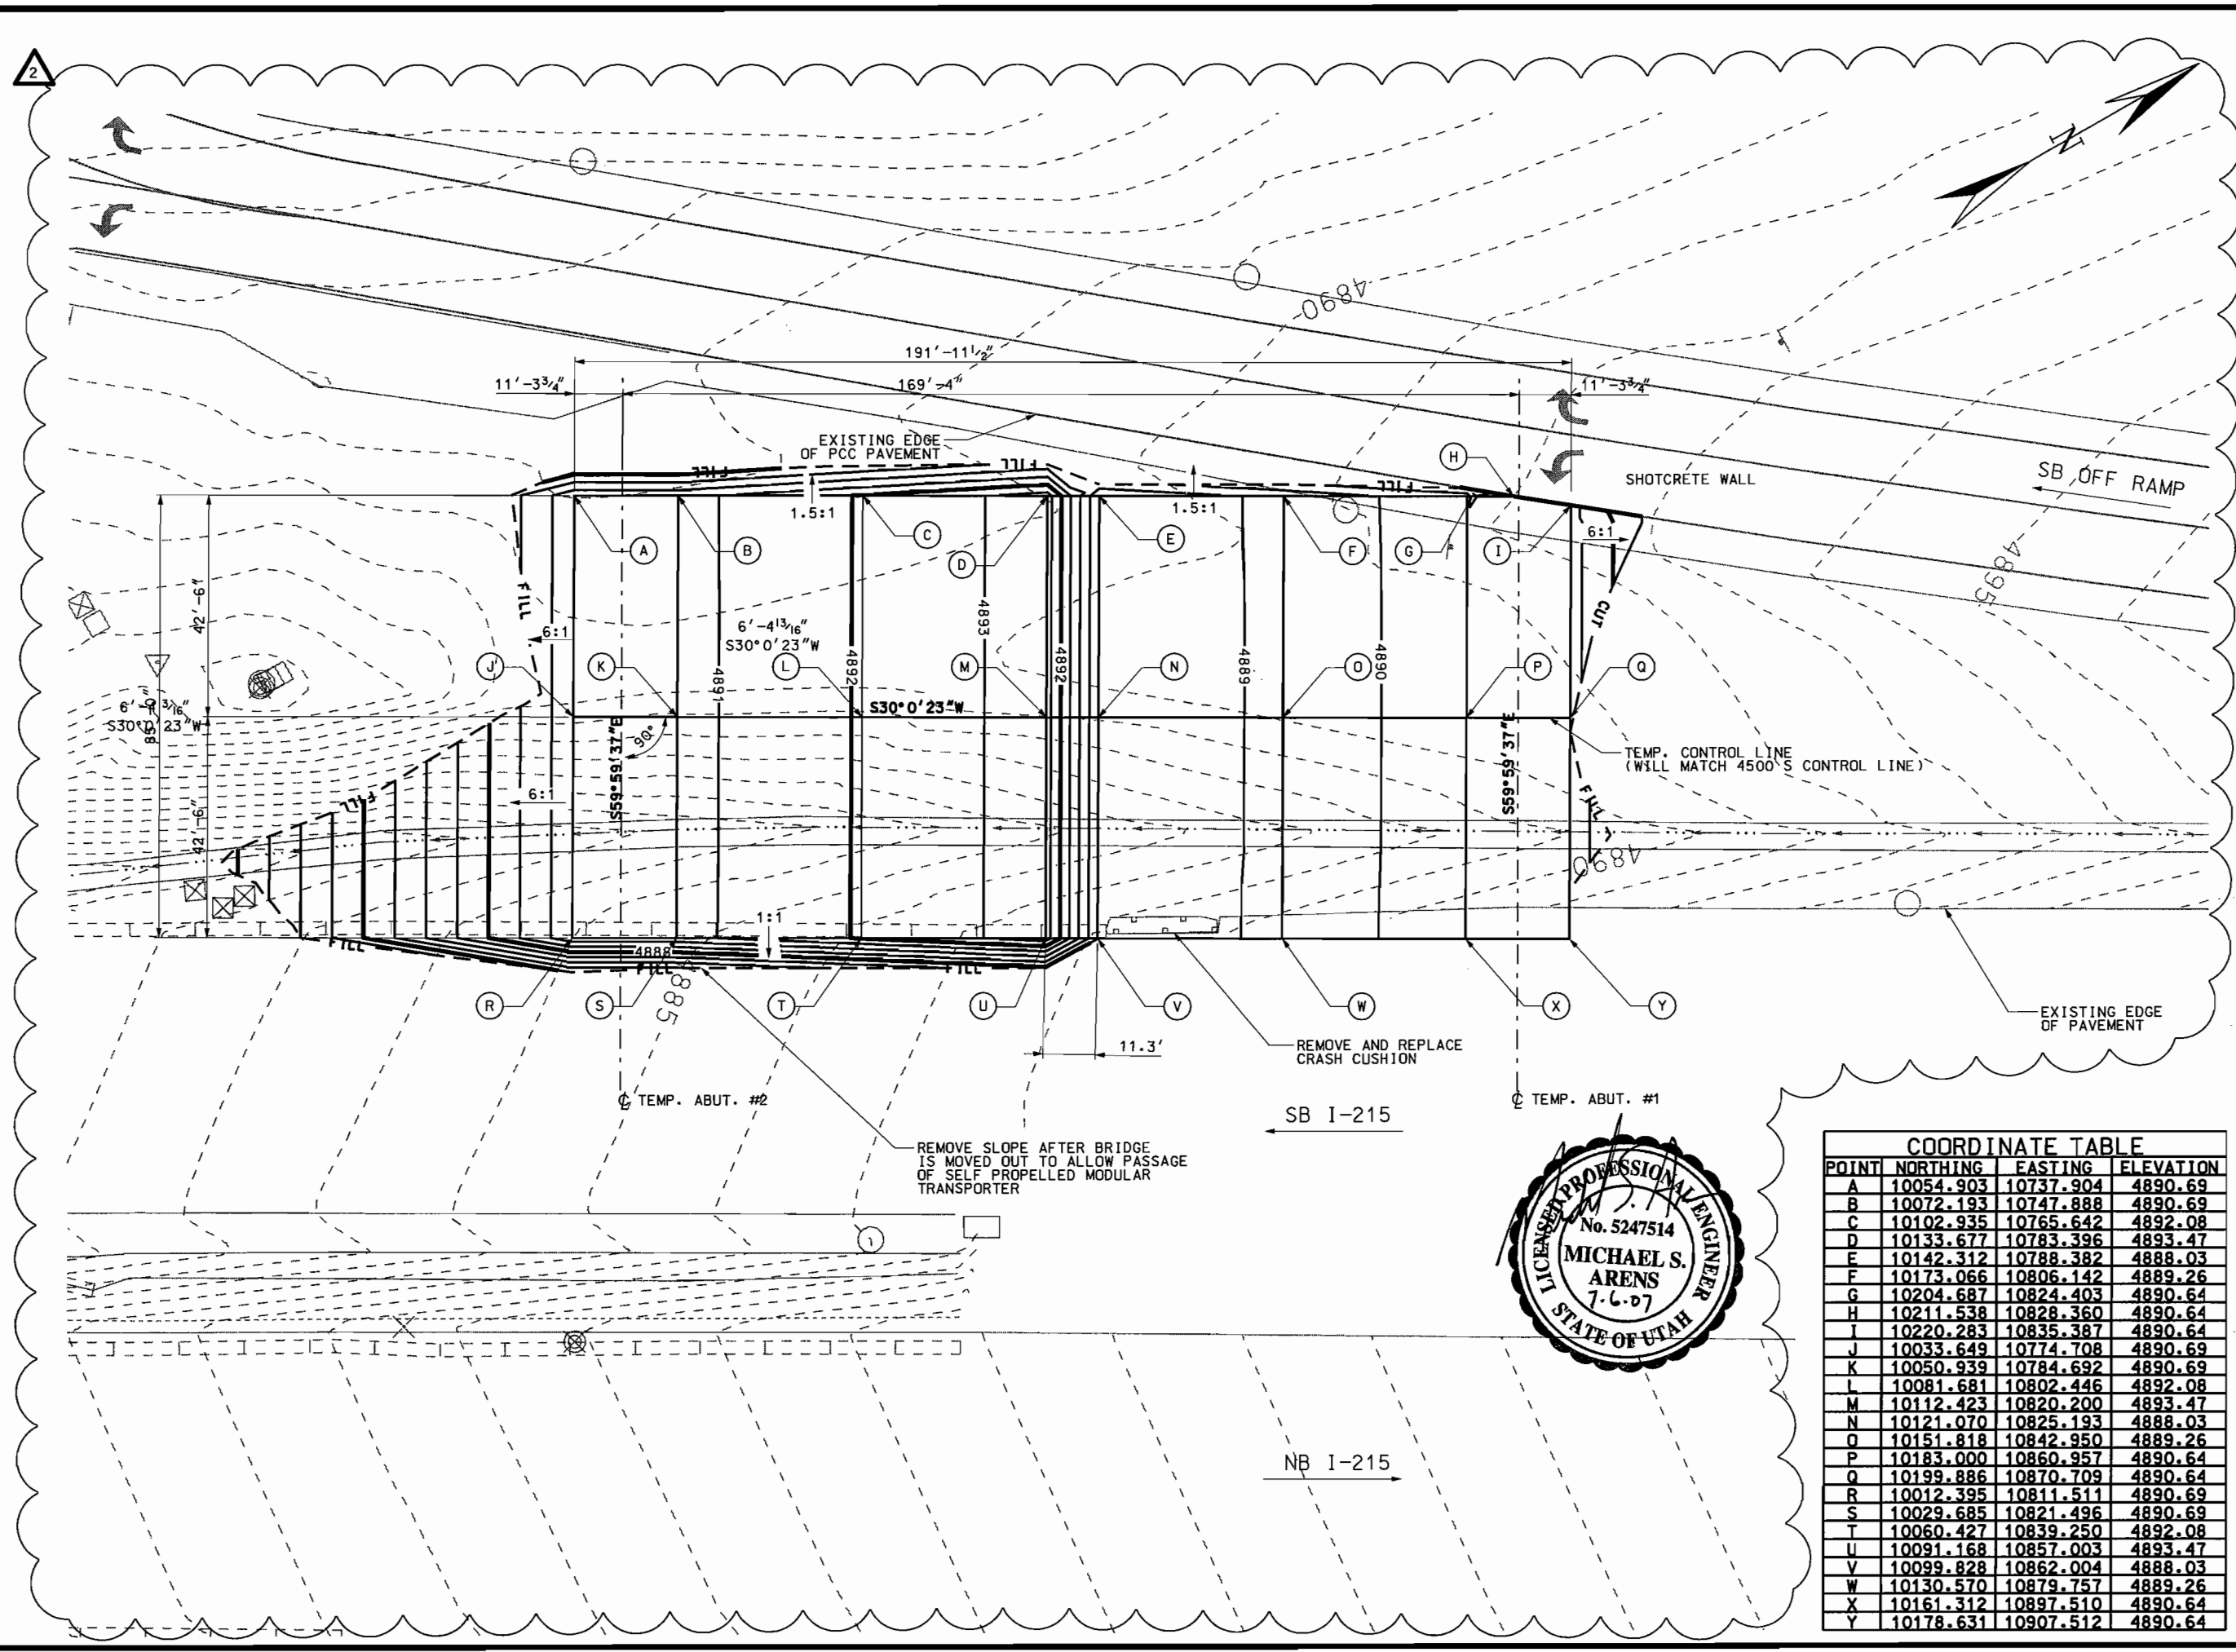 2
N
4890
191'-11 1/2"
11'-3 3/4"
169'-4"
11'-3 3/4"
EXISTING EDGE
OF PCC PAVEMENT
FILL
FILL
FILL
H
SHOTCRETE WALL
SB OFF RAMP
1.5:1
1.5:1
6:1
A
B
C
D
E
F
G
I
4895
42'-6"
FILL
CUT
6:1
6'-4 13/16"
S30°0'23"W
4891
4892
4893
4892
4889
4890
J
K
L
M
N
O
P
Q
S30°0'23"W
S30°0'23"W
85'-0"
S59°59'37"E
90°
S59°59'37"E
TEMP. CONTROL LINE
(WILL MATCH 4500 S CONTROL LINE)
6:1
FILL
FILL
42'-6"
4890
1:1
FILL
4888
FILL
FILL
4885
R
S
T
U
V
W
X
Y
11.3'
REMOVE AND REPLACE
CRASH CUSHION
EXISTING EDGE
OF PAVEMENT
℄ TEMP. ABUT. #2
℄ TEMP. ABUT. #1
SB I-215
REMOVE SLOPE AFTER BRIDGE
IS MOVED OUT TO ALLOW PASSAGE
OF SELF PROPELLED MODULAR
TRANSPORTER
NB I-215
LICENSED PROFESSIONAL ENGINEER
No. 5247514
MICHAEL S.
ARENS
7.6.07
STATE OF UTAH
COORDINATE TABLE
POINT NORTHING EASTING ELEVATION
A 10054.903 10737.904 4890.69
B 10072.193 10747.888 4890.69
C 10102.935 10765.642 4892.08
D 10133.677 10783.396 4893.47
E 10142.312 10788.382 4888.03
F 10173.066 10806.142 4889.26
G 10204.687 10824.403 4890.64
H 10211.538 10828.360 4890.64
I 10220.283 10835.387 4890.64
J 10033.649 10774.708 4890.69
K 10050.939 10784.692 4890.69
L 10081.681 10802.446 4892.08
M 10112.423 10820.200 4893.47
N 10121.070 10825.193 4888.03
O 10151.818 10842.950 4889.26
P 10183.000 10860.957 4890.64
Q 10199.886 10870.709 4890.64
R 10012.395 10811.511 4890.69
S 10029.685 10821.496 4890.69
T 10060.427 10839.250 4892.08
U 10091.168 10857.003 4893.47
V 10099.828 10862.004 4888.03
W 10130.570 10879.757 4889.26
X 10161.312 10897.510 4890.64
Y 10178.631 10907.512 4890.64